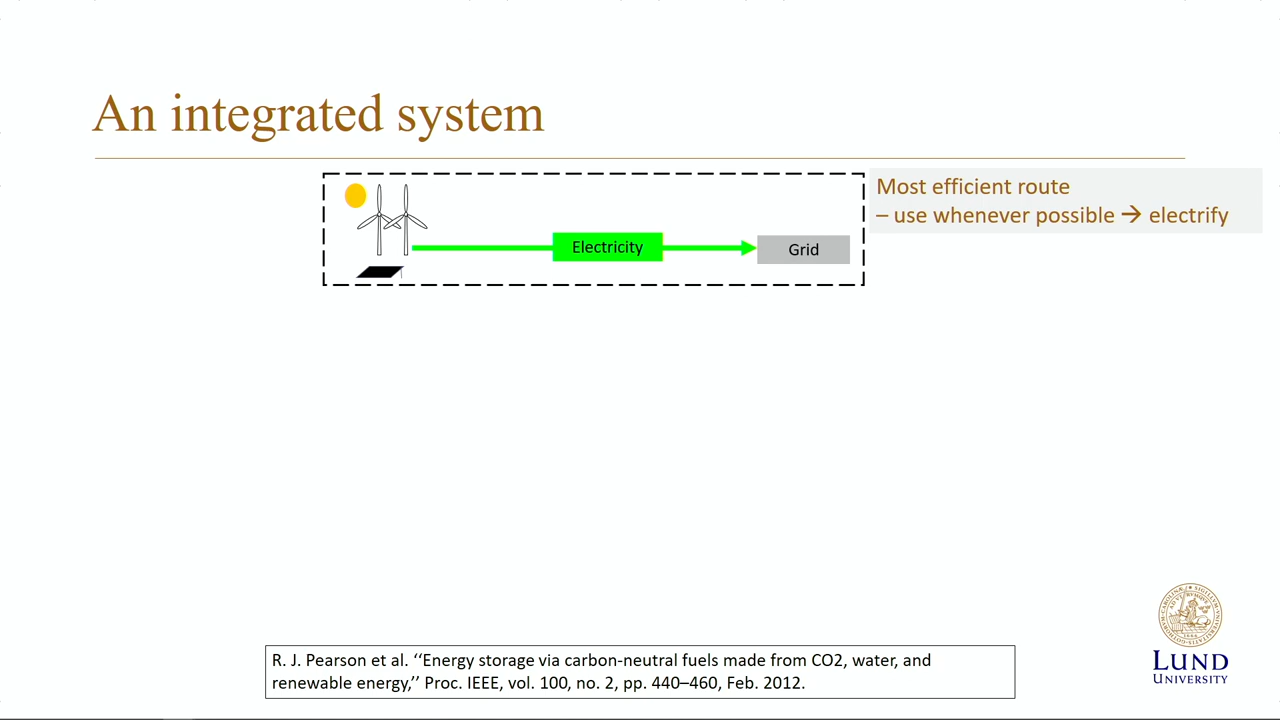 An integrated system
Most efficient route
– use whenever possible → electrify
Electricity
Grid
R. J. Pearson et al. ‘‘Energy storage via carbon-neutral fuels made from CO2, water, and
renewable energy,’’ Proc. IEEE, vol. 100, no. 2, pp. 440–460, Feb. 2012.
LUND
UNIVERSITY